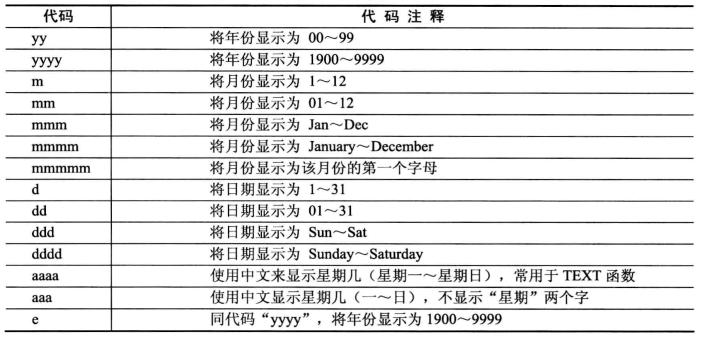 代码 代码注释
yy 将年份显示为 00～99
yyyy 将年份显示为 1900～9999
m 将月份显示为 1～12
mm 将月份显示为 01～12
mmm 将月份显示为 Jan～Dec
mmmm 将月份显示为 January～December
mmmmm 将月份显示为该月份的第一个字母
d 将日期显示为 1～31
dd 将日期显示为 01～31
ddd 将日期显示为 Sun～Sat
dddd 将日期显示为 Sunday～Saturday
aaaa 使用中文来显示星期几（星期一～星期日），常用于 TEXT 函数
aaa 使用中文显示星期几（一～日），不显示“星期”两个字
e 同代码“yyyy”，将年份显示为 1900～9999